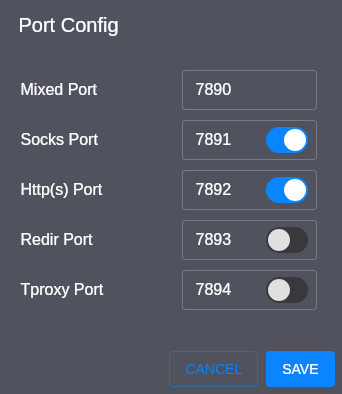 Port Config
Mixed Port 7890
Socks Port 7891
Http(s) Port 7892
Redir Port 7893
Tproxy Port 7894
CANCEL SAVE